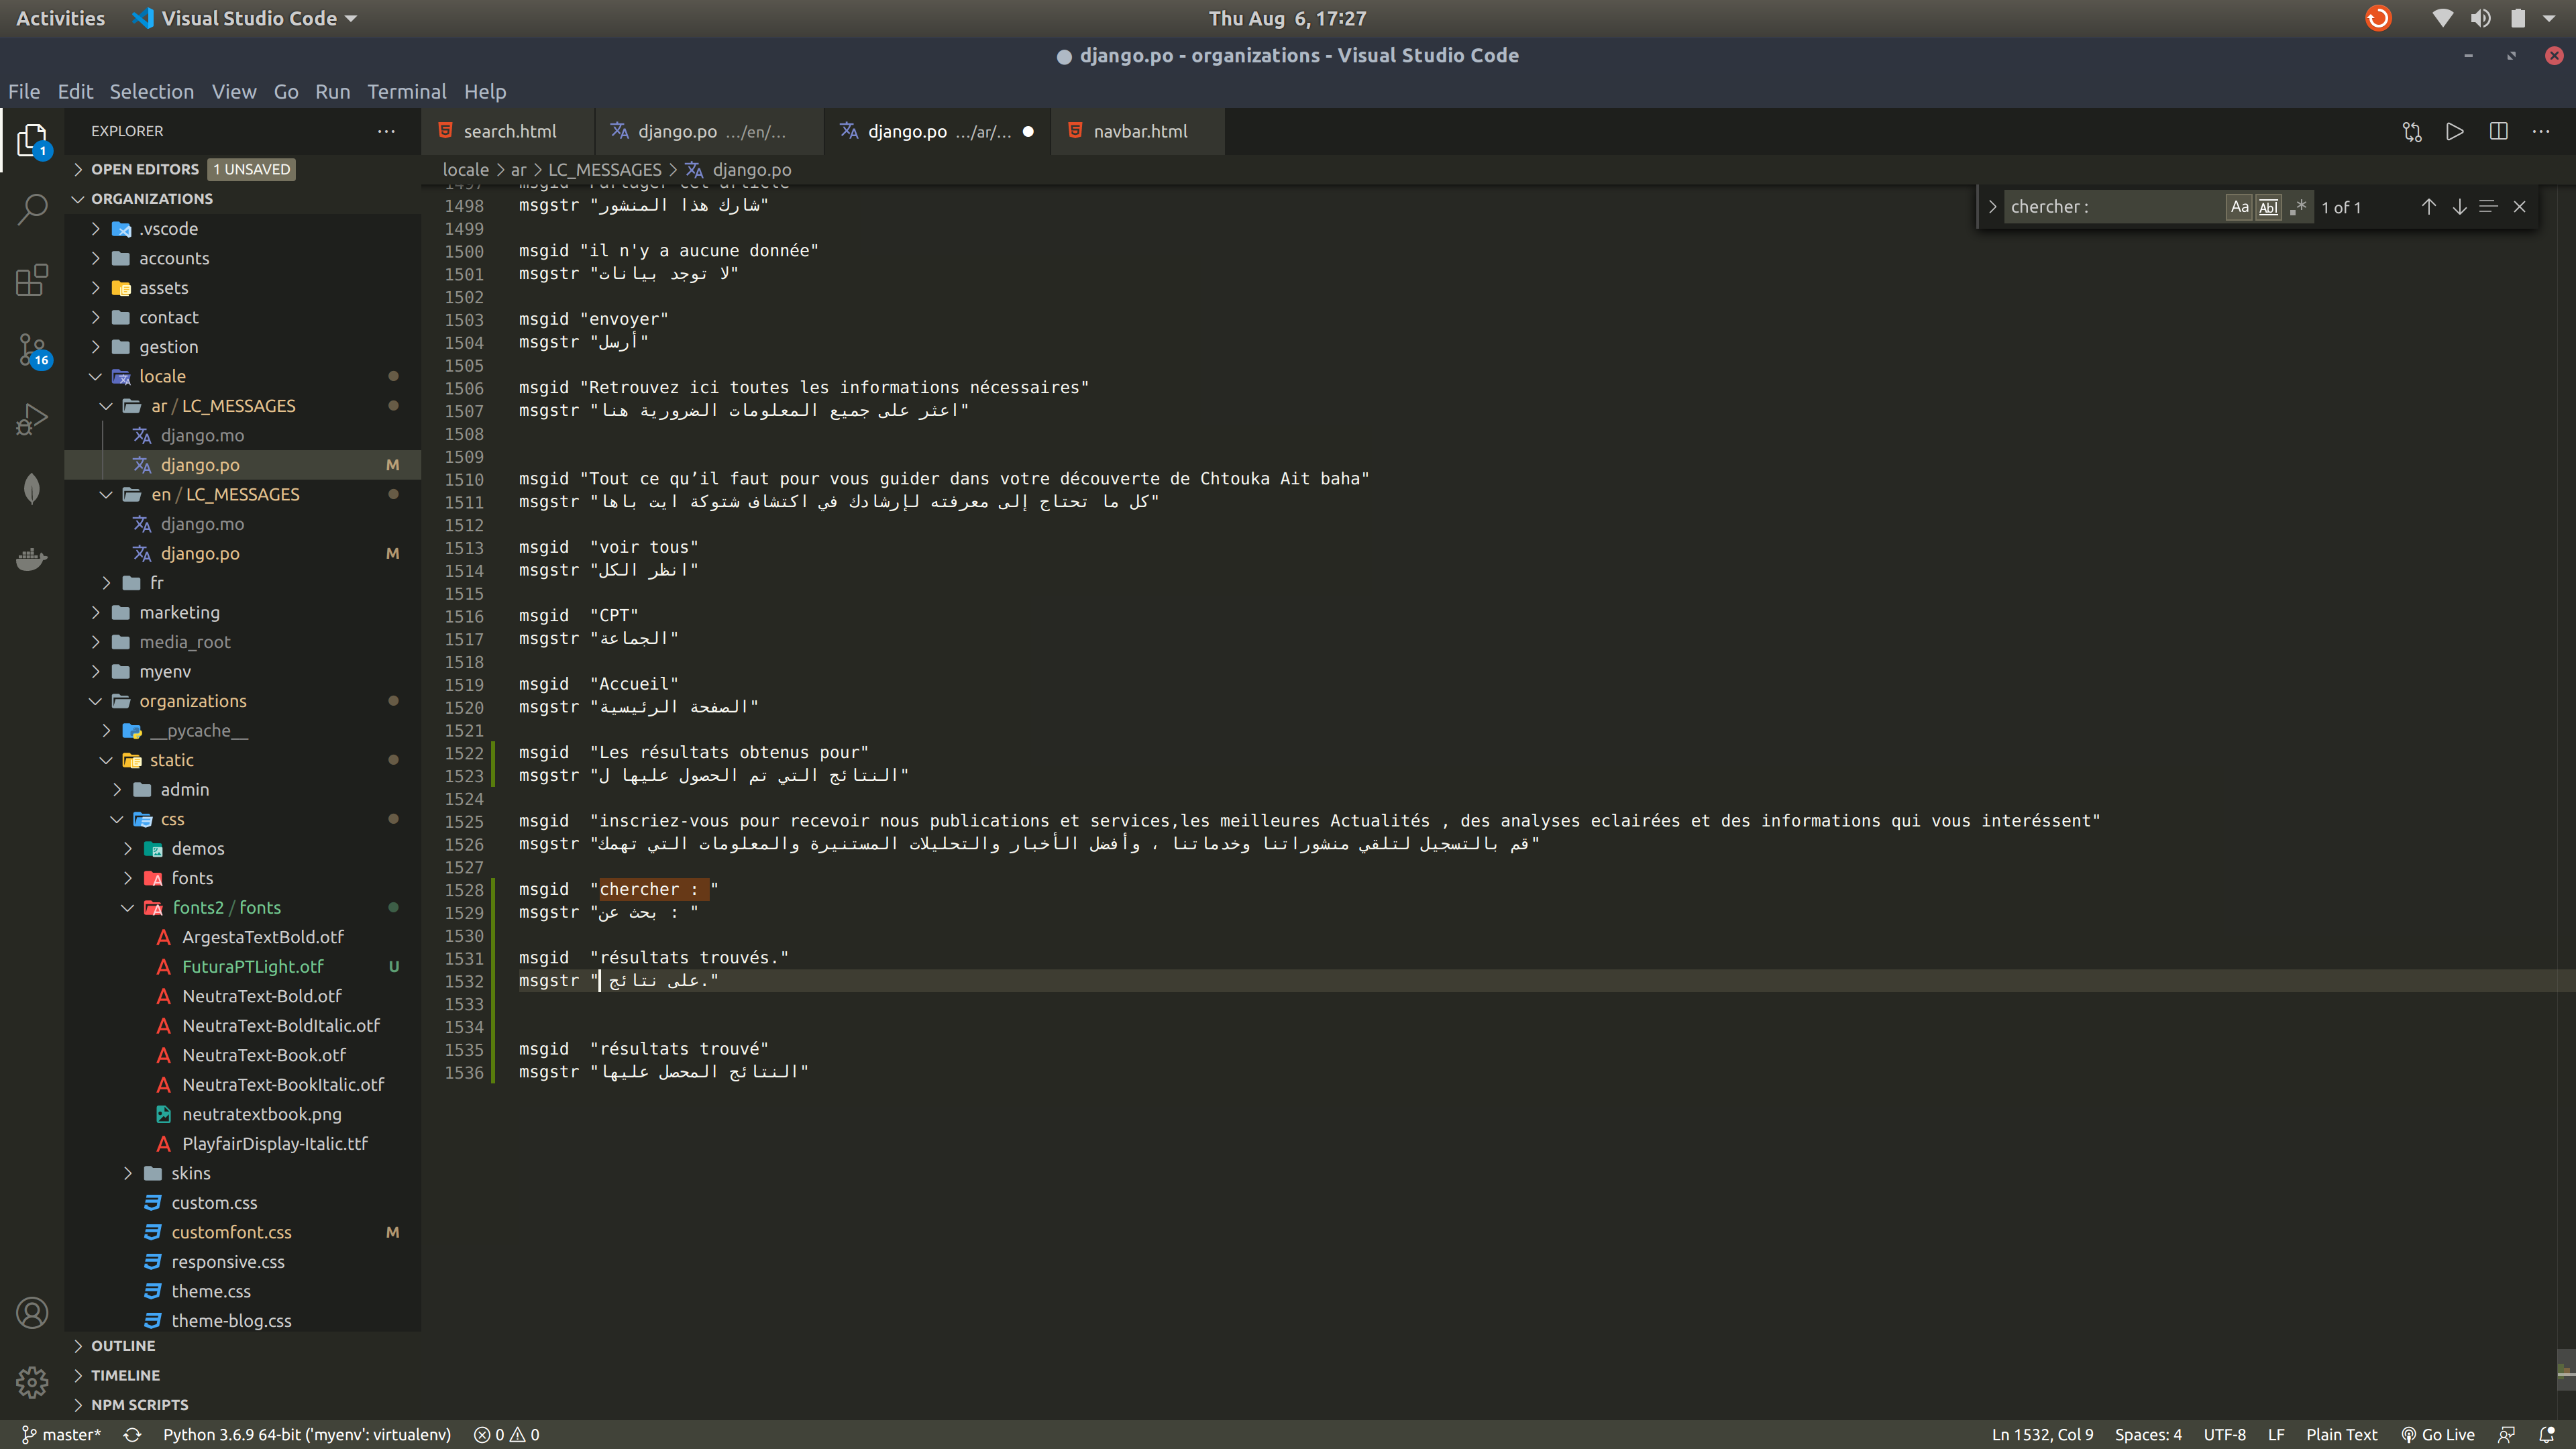 Activities Visual Studio Code Thu Aug 6, 17:27
django.po - organizations - Visual Studio Code
File Edit Selection View Go Run Terminal Help
EXPLORER
search.html django.po .../en/... django.po .../ar/... navbar.html
OPEN EDITORS 1 UNSAVED
locale > ar > LC_MESSAGES > django.po
ORGANIZATIONS
.vscode
accounts
assets
contact
gestion
locale
ar / LC_MESSAGES
django.mo
django.po M
en / LC_MESSAGES
django.mo
django.po M
fr
marketing
media_root
myenv
organizations
__pycache__
static
admin
css
demos
fonts
fonts2 / fonts
ArgestaTextBold.otf
FuturaPTLight.otf U
NeutraText-Bold.otf
NeutraText-BoldItalic.otf
NeutraText-Book.otf
NeutraText-BookItalic.otf
neutratextbook.png
PlayfairDisplay-Italic.ttf
skins
custom.css
customfont.css M
responsive.css
theme.css
theme-blog.css
OUTLINE
TIMELINE
NPM SCRIPTS
1
16
chercher : Aa Abl .* 1 of 1
1498 msgstr "شارك هذا المنشور"
1499
1500 msgid "il n'y a aucune donnée"
1501 msgstr "لا توجد بيانات"
1502
1503 msgid "envoyer"
1504 msgstr "أرسل"
1505
1506 msgid "Retrouvez ici toutes les informations nécessaires"
1507 msgstr "اعثر على جميع المعلومات الضرورية هنا"
1508
1509
1510 msgid "Tout ce qu’il faut pour vous guider dans votre découverte de Chtouka Ait baha"
1511 msgstr "كل ما تحتاج إلى معرفته لإرشادك في اكتشاف شتوكة ايت باها"
1512
1513 msgid  "voir tous"
1514 msgstr "انظر الكل"
1515
1516 msgid  "CPT"
1517 msgstr "الجماعة"
1518
1519 msgid  "Accueil"
1520 msgstr "الصفحة الرئيسية"
1521
1522 msgid  "Les résultats obtenus pour"
1523 msgstr "النتائج التي تم الحصول عليها ل"
1524
1525 msgid  "inscriez-vous pour recevoir nous publications et services,les meilleures Actualités , des analyses eclairées et des informations qui vous interéssent"
1526 msgstr "قم بالتسجيل لتلقي منشوراتنا وخدماتنا ، وأفضل الأخبار والتحليلات المستنيرة والمعلومات التي تهمك"
1527
1528 msgid  "chercher : "
1529 msgstr "بحث عن : "
1530
1531 msgid  "résultats trouvés."
1532 msgstr " على نتائج."
1533
1534
1535 msgid  "résultats trouvé"
1536 msgstr "النتائج المحصل عليها"
master* Python 3.6.9 64-bit ('myenv': virtualenv) 0 0 Ln 1532, Col 9 Spaces: 4 UTF-8 LF Plain Text Go Live